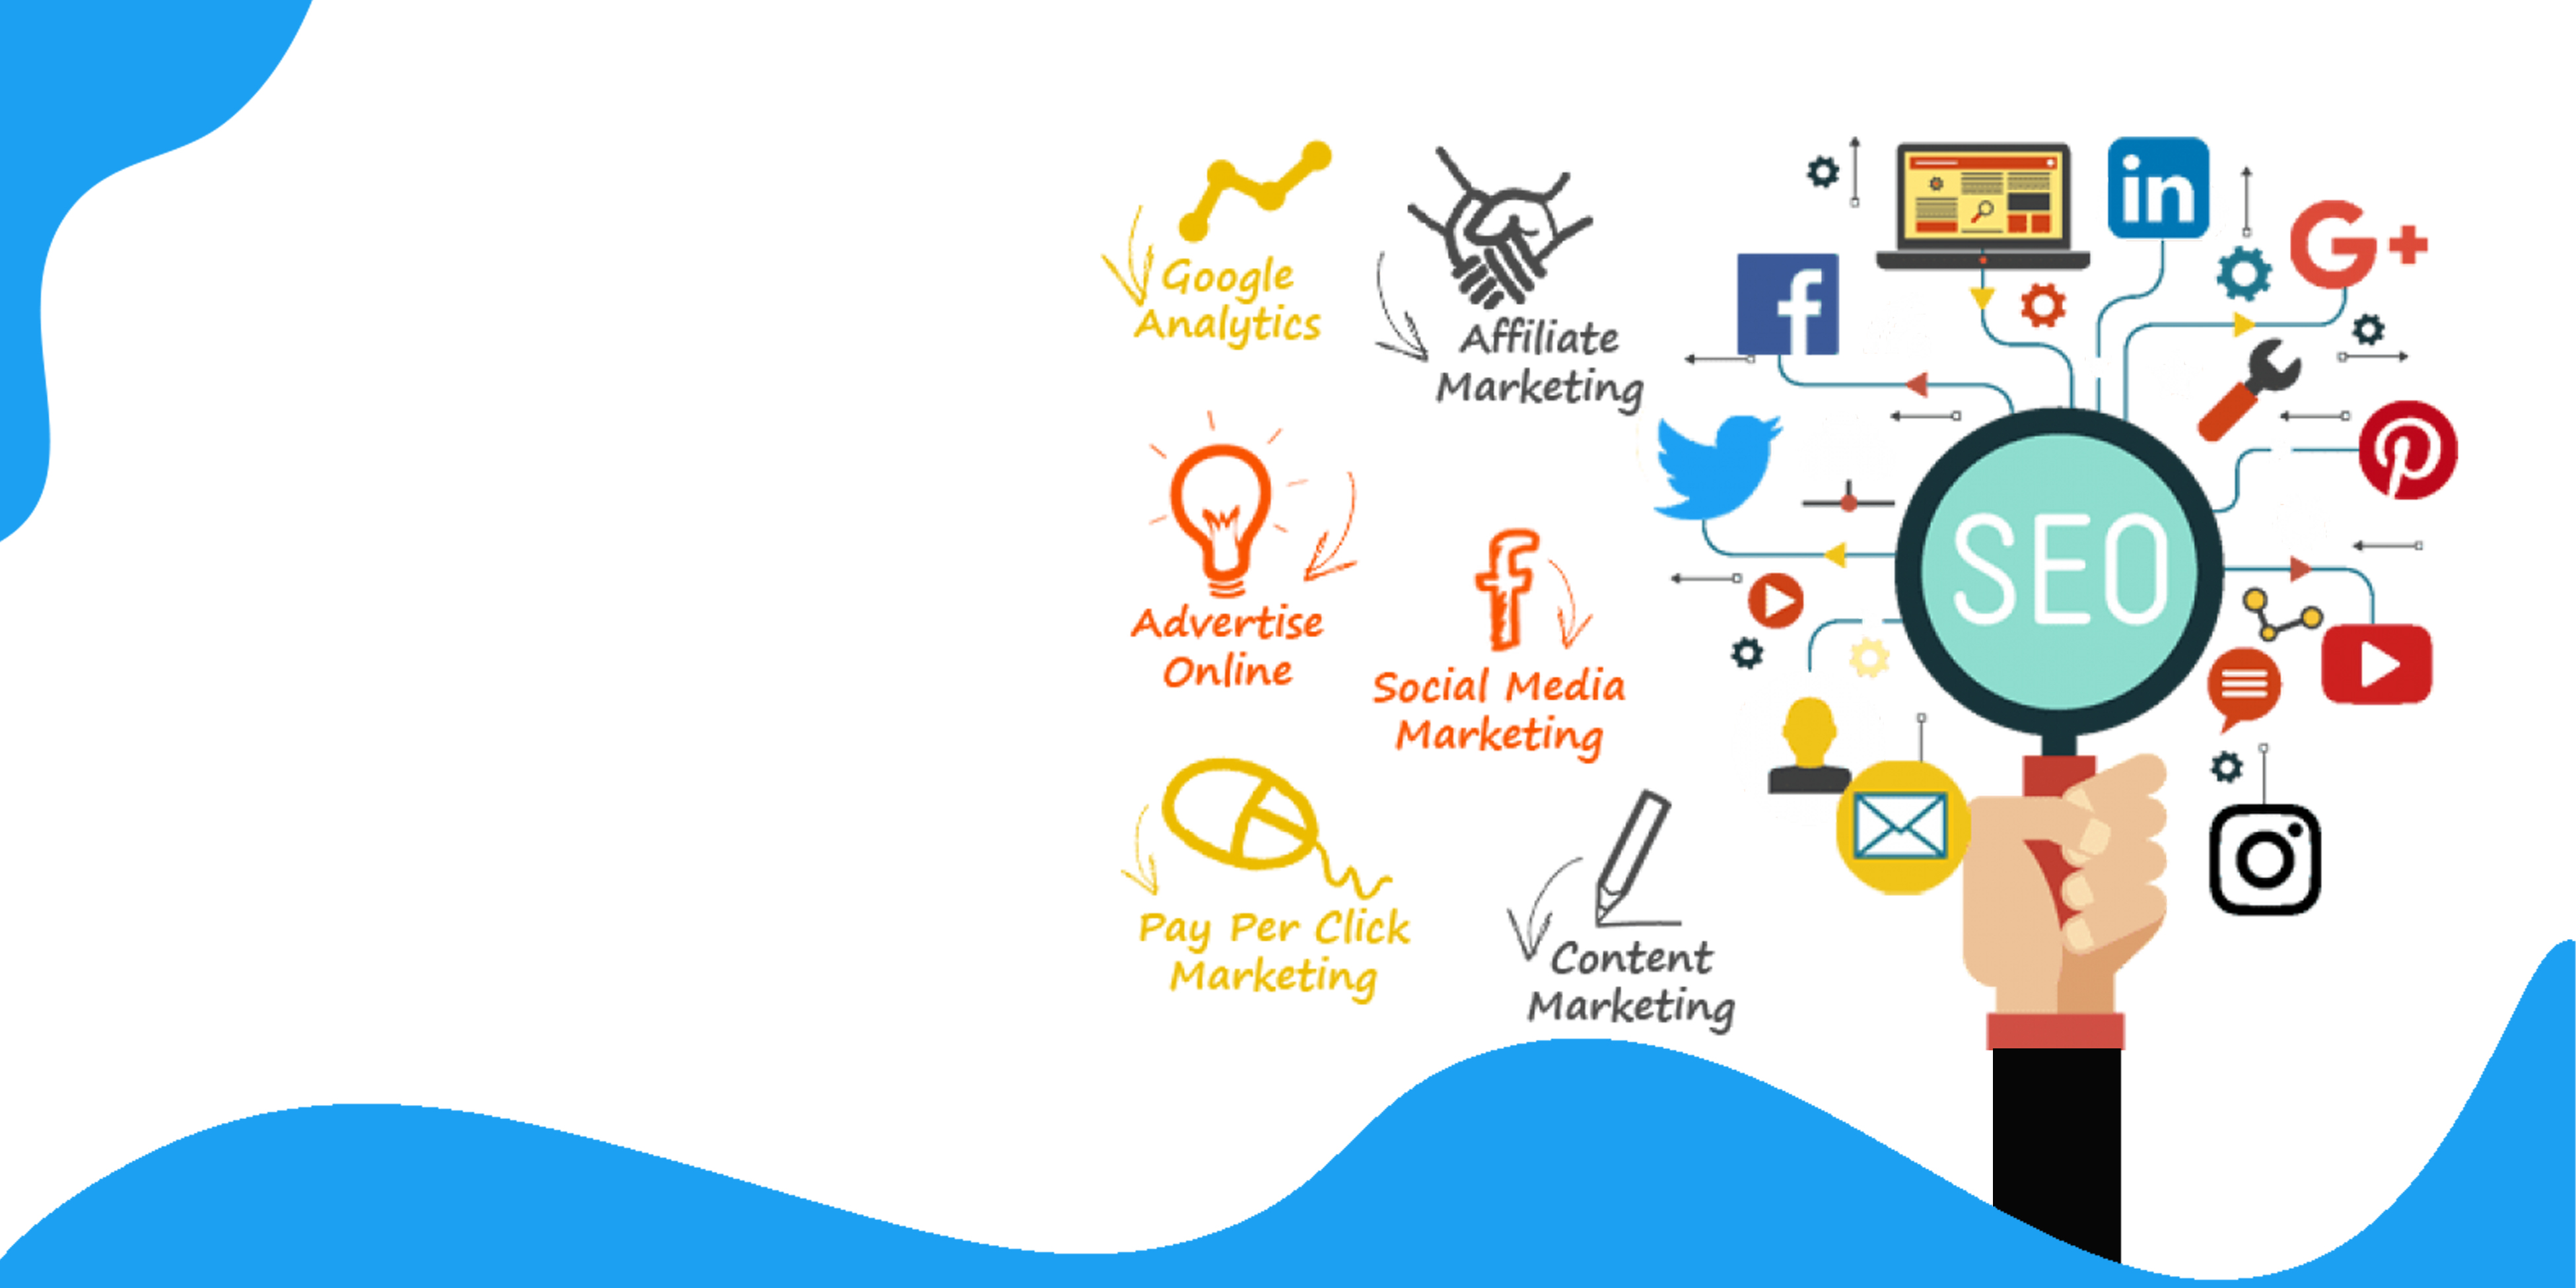 Google
Analytics
Affiliate
Marketing
Advertise
Online
Social Media
Marketing
Pay Per Click
Marketing
Content
Marketing
in
G+
f
SEO